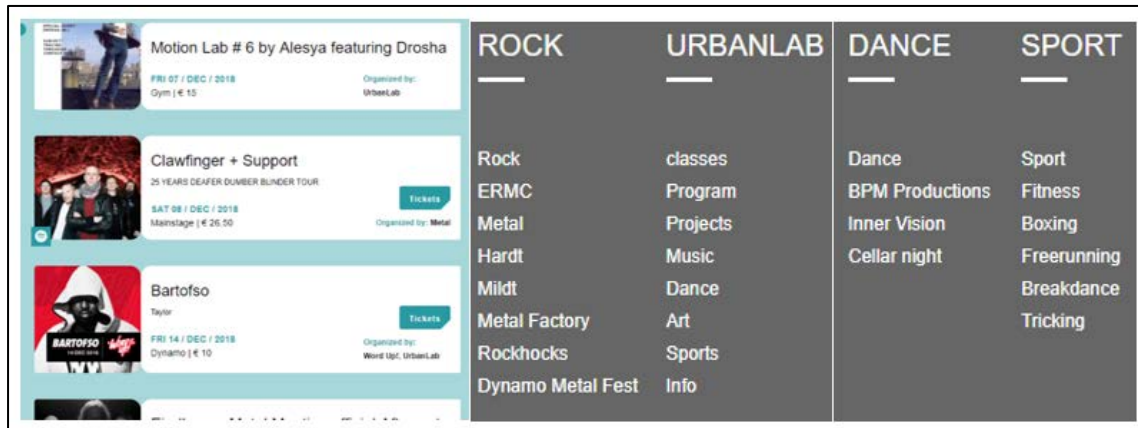 Motion Lab # 6 by Alesya featuring Drosha
FRI 07 / DEC / 2018
Gym | € 15
Organized by:
UrbanLab
Clawfinger + Support
25 YEARS DEAFER DUMBER BLINDER TOUR
Tickets
SAT 08 / DEC / 2018
Mainstage | € 26.50
Organized by: Metal
Bartofso
Taylor
Tickets
FRI 14 / DEC / 2018
Dynamo | € 10
Organized by:
Word Up!, UrbanLab
BARTOFSO
14 DEC 2018
ROCK
Rock
ERMC
Metal
Hardt
Mildt
Metal Factory
Rockhocks
Dynamo Metal Fest
URBANLAB
classes
Program
Projects
Music
Dance
Art
Sports
Info
DANCE
Dance
BPM Productions
Inner Vision
Cellar night
SPORT
Sport
Fitness
Boxing
Freerunning
Breakdance
Tricking